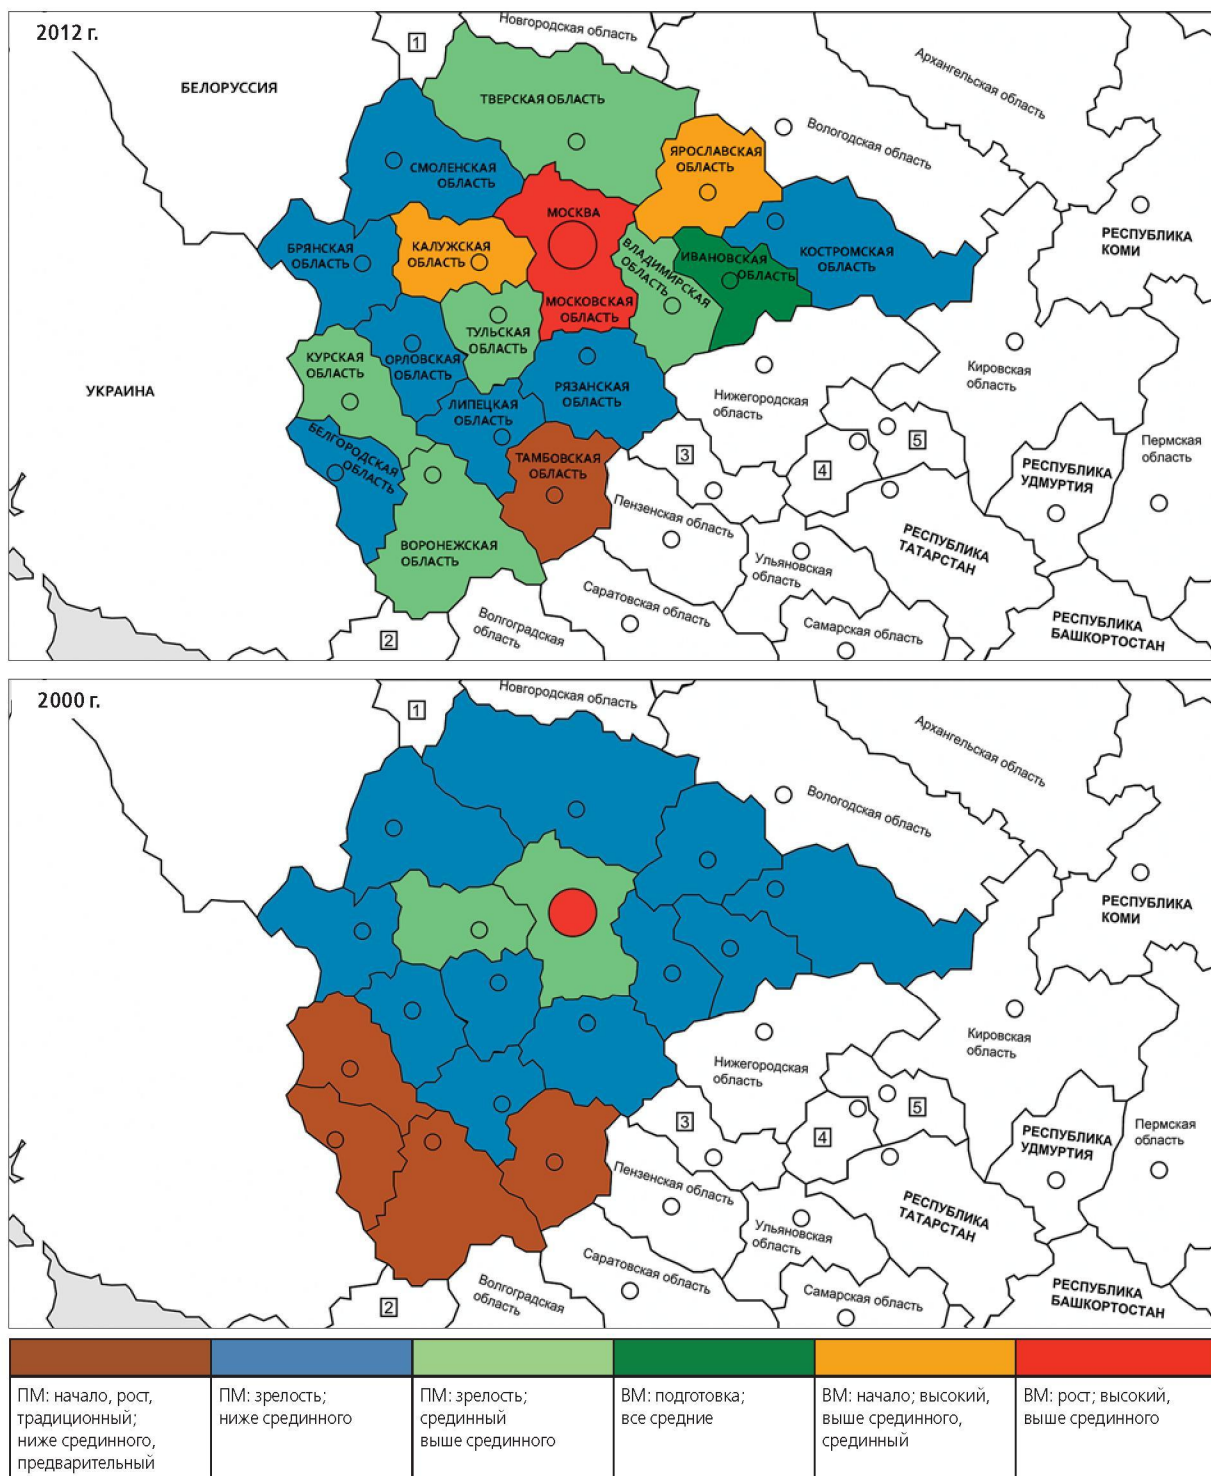 2012 г.
1
Новгородская область
Архангельская область
БЕЛОРУССИЯ
ТВЕРСКАЯ ОБЛАСТЬ
Вологодская область
ЯРОСЛАВСКАЯ
ОБЛАСТЬ
СМОЛЕНСКАЯ
ОБЛАСТЬ
МОСКВА
РЕСПУБЛИКА
КОМИ
БРЯНСКАЯ
ОБЛАСТЬ
КАЛУЖСКАЯ
ОБЛАСТЬ
ВЛАДИМИРСКАЯ
ОБЛАСТЬ
ИВАНОВСКАЯ
ОБЛАСТЬ
КОСТРОМСКАЯ
ОБЛАСТЬ
МОСКОВСКАЯ
ОБЛАСТЬ
ТУЛЬСКАЯ
ОБЛАСТЬ
КУРСКАЯ
ОБЛАСТЬ
ОРЛОВСКАЯ
ОБЛАСТЬ
РЯЗАНСКАЯ
ОБЛАСТЬ
Кировская
область
УКРАИНА
Нижегородская
область
ЛИПЕЦКАЯ
ОБЛАСТЬ
БЕЛГОРОДСКАЯ
ОБЛАСТЬ
ТАМБОВСКАЯ
ОБЛАСТЬ
3
4
5
Пермская
область
РЕСПУБЛИКА
УДМУРТИЯ
Пензенская область
РЕСПУБЛИКА
ТАТАРСТАН
ВОРОНЕЖСКАЯ
ОБЛАСТЬ
Ульяновская
область
Саратовская область
Волгоградская
область
2
Самарская область
РЕСПУБЛИКА
БАШКОРТОСТАН
2000 г.
1
Новгородская область
Архангельская область
Вологодская область
РЕСПУБЛИКА
КОМИ
Кировская
область
Нижегородская
область
3
4
5
Пермская
область
РЕСПУБЛИКА
УДМУРТИЯ
Пензенская область
РЕСПУБЛИКА
ТАТАРСТАН
Ульяновская
область
Саратовская область
Волгоградская
область
2
Самарская область
РЕСПУБЛИКА
БАШКОРТОСТАН
ПМ: начало, рост,
традиционный;
ниже срединного,
предварительный
ПМ: зрелость;
ниже срединного
ПМ: зрелость;
срединный
выше срединного
ВМ: подготовка;
все средние
ВМ: начало; высокий,
выше срединного,
срединный
ВМ: рост; высокий,
выше срединного